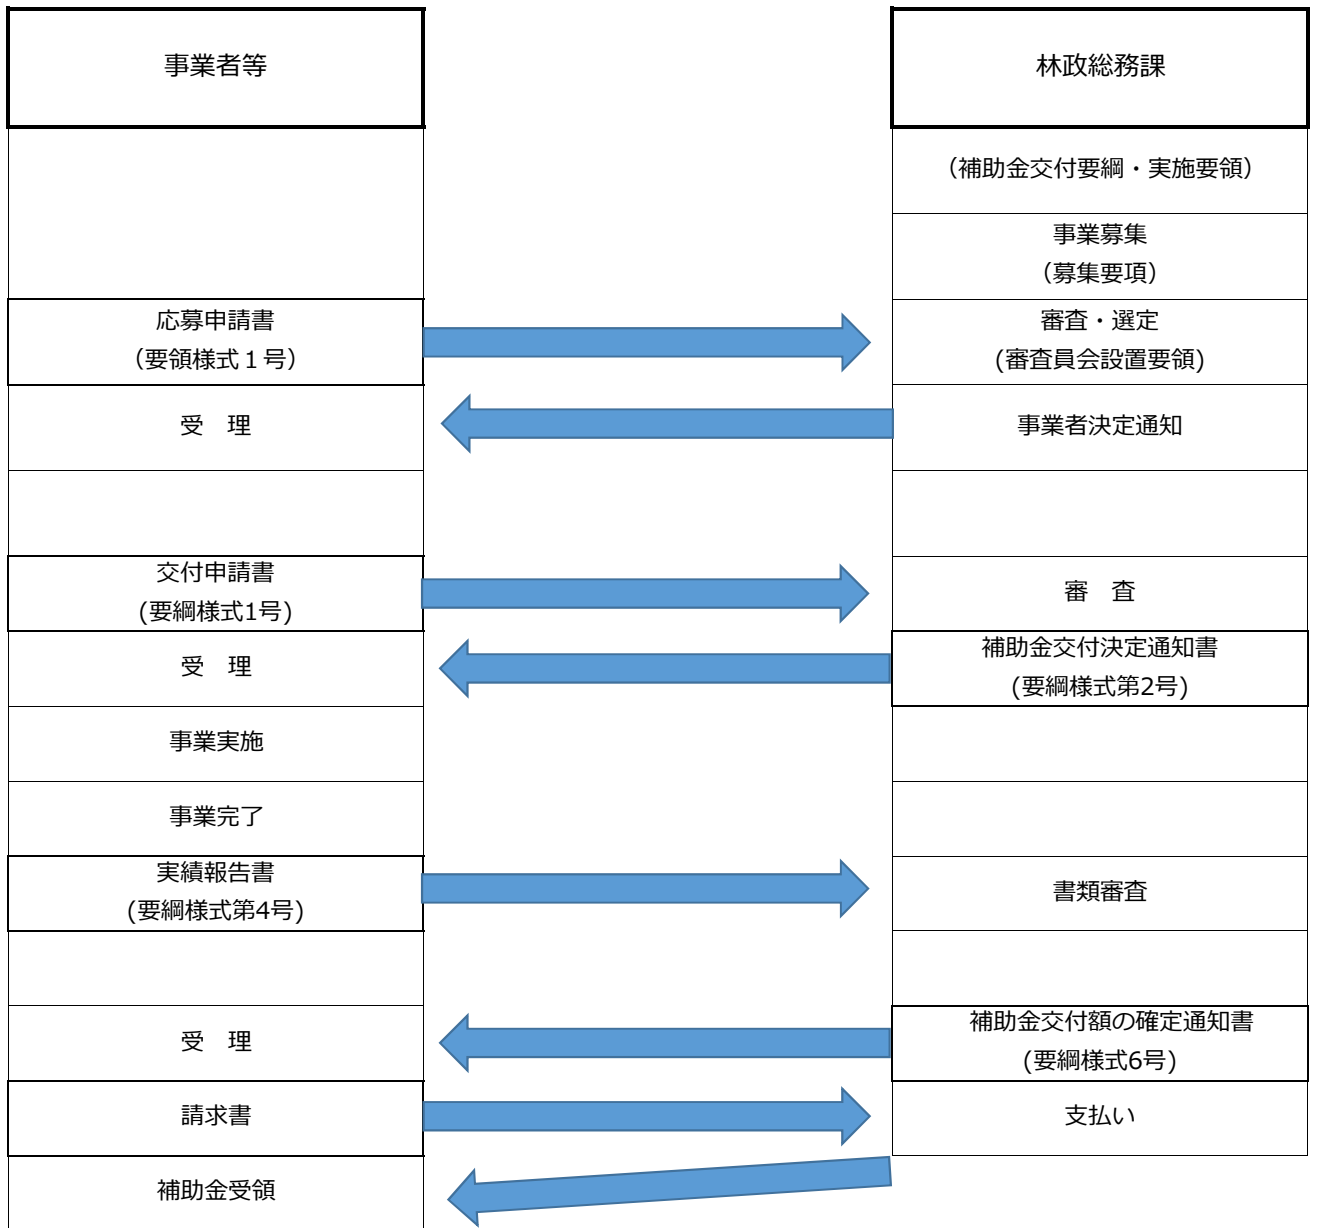 事業者等
林政総務課
（補助金交付要綱・実施要領）
事業募集
（募集要項）
応募申請書
（要領様式１号）
審査・選定
(審査員会設置要領)
受　理
事業者決定通知
交付申請書
(要綱様式1号)
審　査
受　理
補助金交付決定通知書
(要綱様式第2号)
事業実施
事業完了
実績報告書
(要綱様式第4号)
書類審査
受　理
補助金交付額の確定通知書
(要綱様式6号)
請求書
支払い
補助金受領